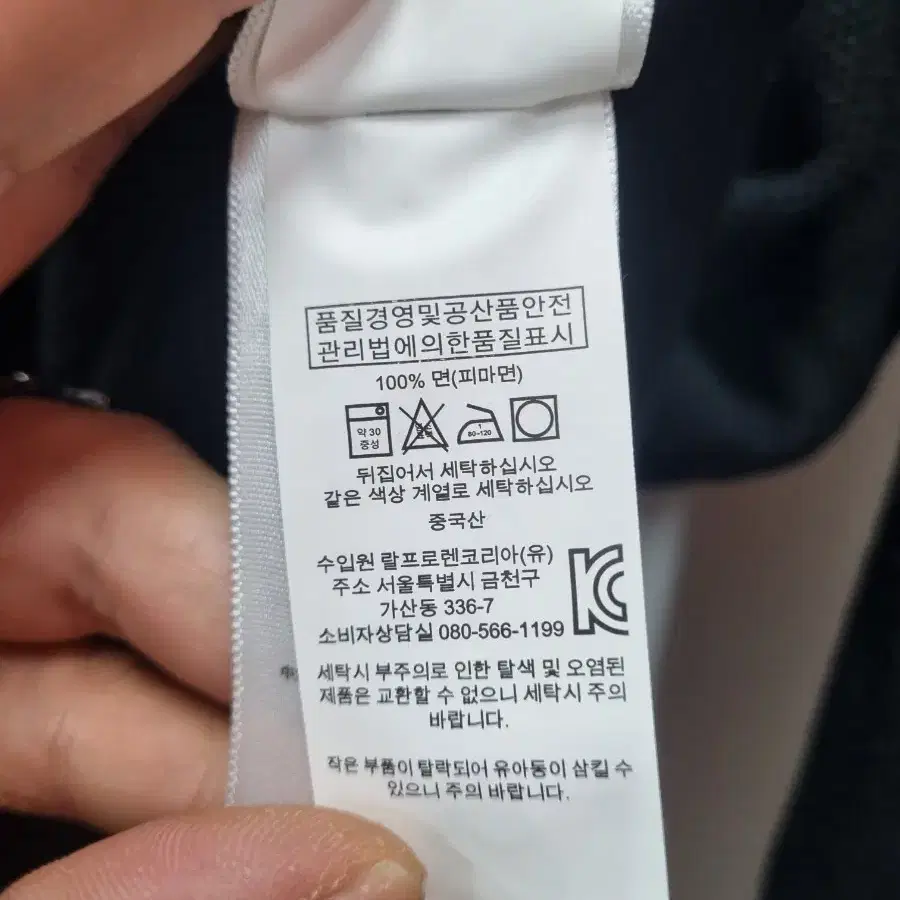 품질경영및공산품안전
관리법에의한품질표시
100% 면(피마면)
약 30
중성
1
80~120
뒤집어서 세탁하십시오
같은 색상 계열로 세탁하십시오
중국산
수입원 랄프로렌코리아(유)
주소 서울특별시 금천구
가산동 336-7
소비자상담실 080-566-1199
세탁시 부주의로 인한 탈색 및 오염된
제품은 교환할 수 없으니 세탁시 주의
바랍니다.
작은 부품이 탈락되어 유아동이 삼킬 수
있으니 주의 바랍니다.